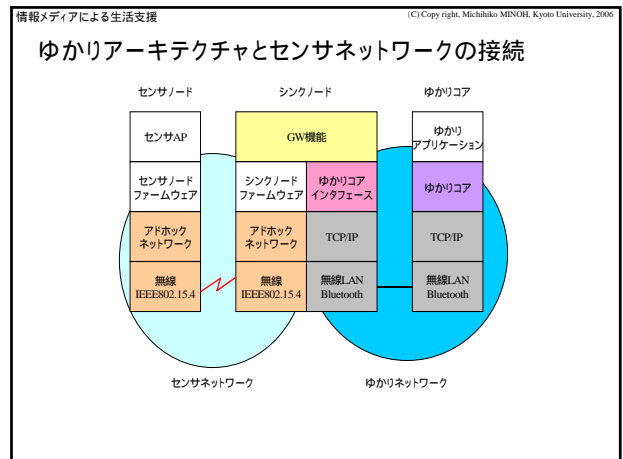 情報メディアによる生活支援
(C) Copy right, Michihiko MINOH, Kyoto University, 2006
ゆかりアーキテクチャとセンサネットワークの接続
センサノード
シンクノード
ゆかりコア
センサAP
GW機能
ゆかり
アプリケーション
センサノード
ファームウェア
シンクノード
ファームウェア
ゆかりコア
インタフェース
ゆかりコア
アドホック
ネットワーク
アドホック
ネットワーク
TCP/IP
TCP/IP
無線
IEEE802.15.4
無線
IEEE802.15.4
無線LAN
Bluetooth
無線LAN
Bluetooth
センサネットワーク
ゆかりネットワーク